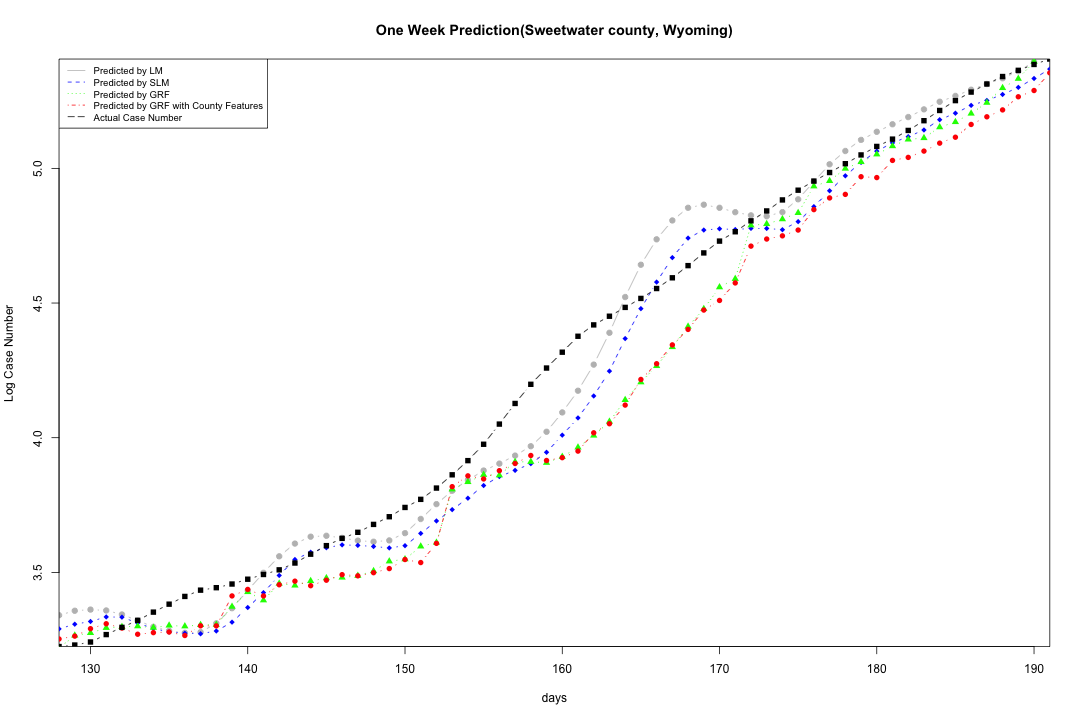 One Week Prediction(Sweetwater county, Wyoming)
Predicted by LM
Predicted by SLM
Predicted by GRF
Predicted by GRF with County Features
Actual Case Number
Log Case Number
5.0
4.5
4.0
3.5
130 140 150 160 170 180 190
days